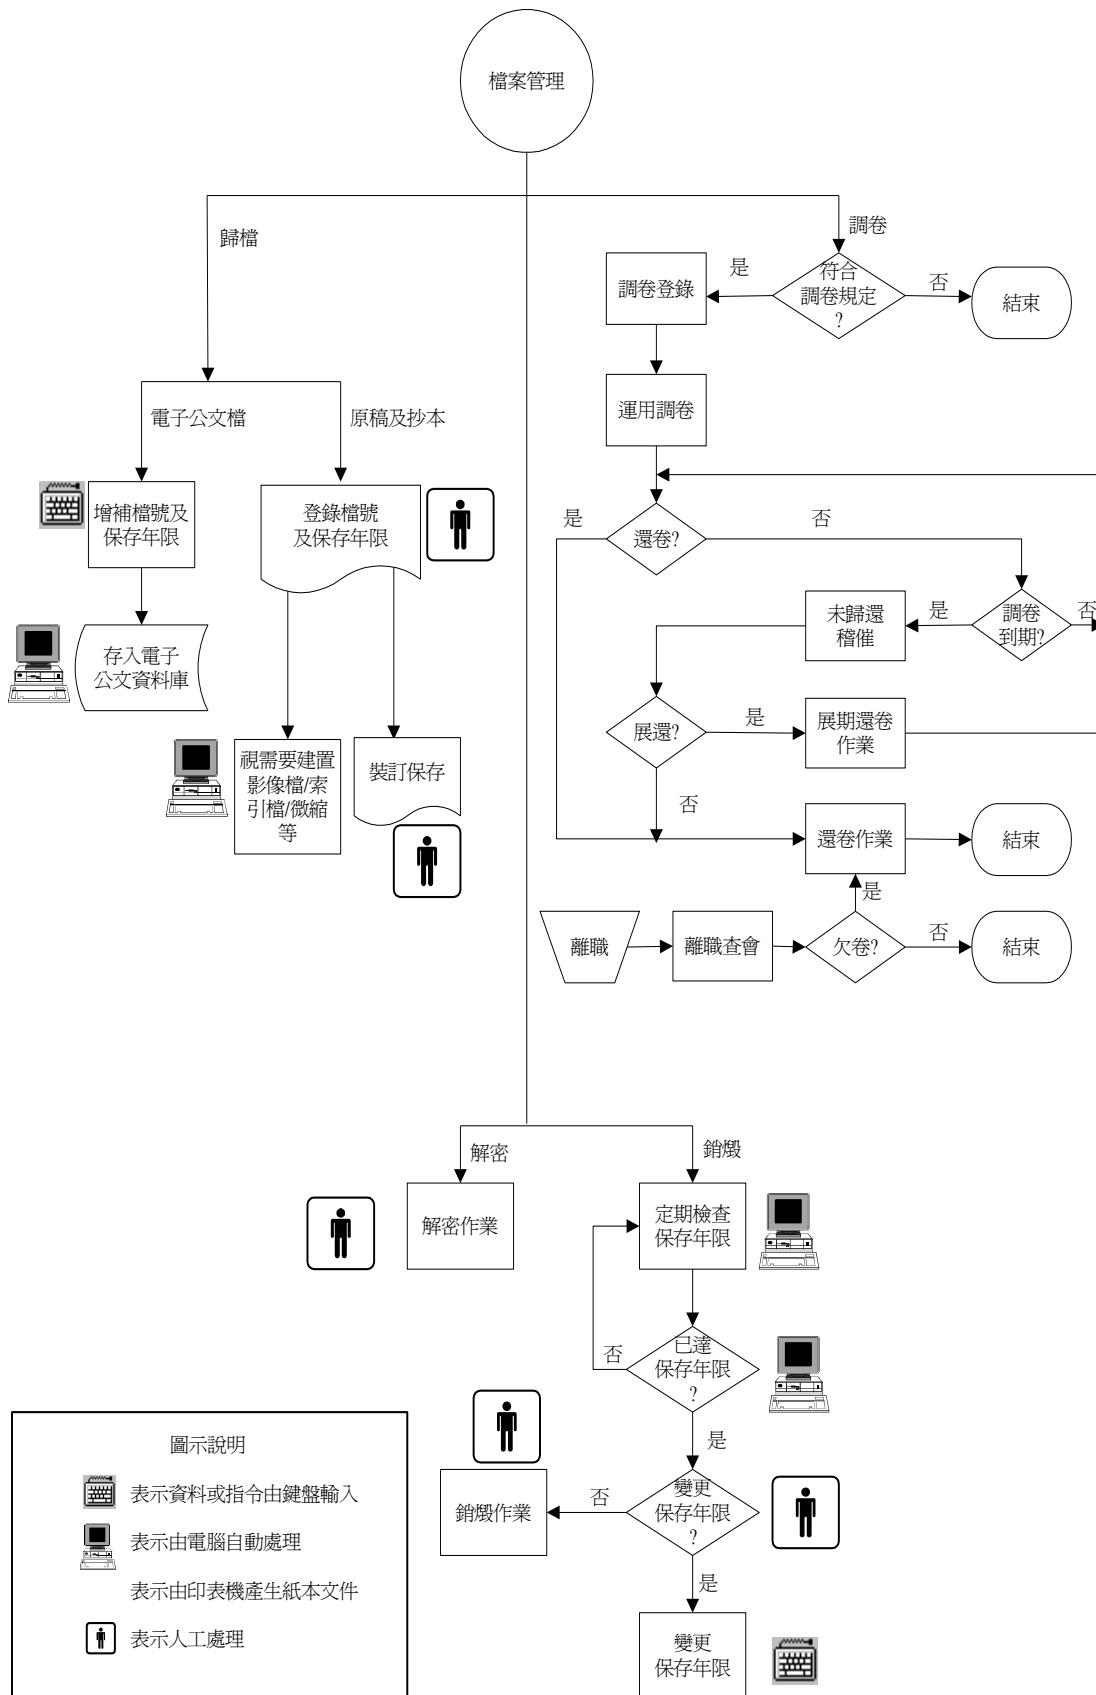 檔案管理
歸檔
調卷
調卷登錄
是
符合
調卷規定
?
否
結束
運用調卷
電子公文檔
原稿及抄本
增補檔號及
保存年限
登錄檔號
及保存年限
是
還卷?
否
存入電子
公文資料庫
未歸還
稽催
是
調卷
到期?
否
展還?
是
展期還卷
作業
視需要建置
影像檔/索
引檔/微縮
等
裝訂保存
否
還卷作業
結束
是
離職
離職查會
欠卷?
否
結束
解密
銷燬
解密作業
定期檢查
保存年限
否
已達
保存年限
?
是
銷燬作業
否
變更
保存年限
?
是
變更
保存年限
圖示說明
表示資料或指令由鍵盤輸入
表示由電腦自動處理
表示由印表機產生紙本文件
表示人工處理